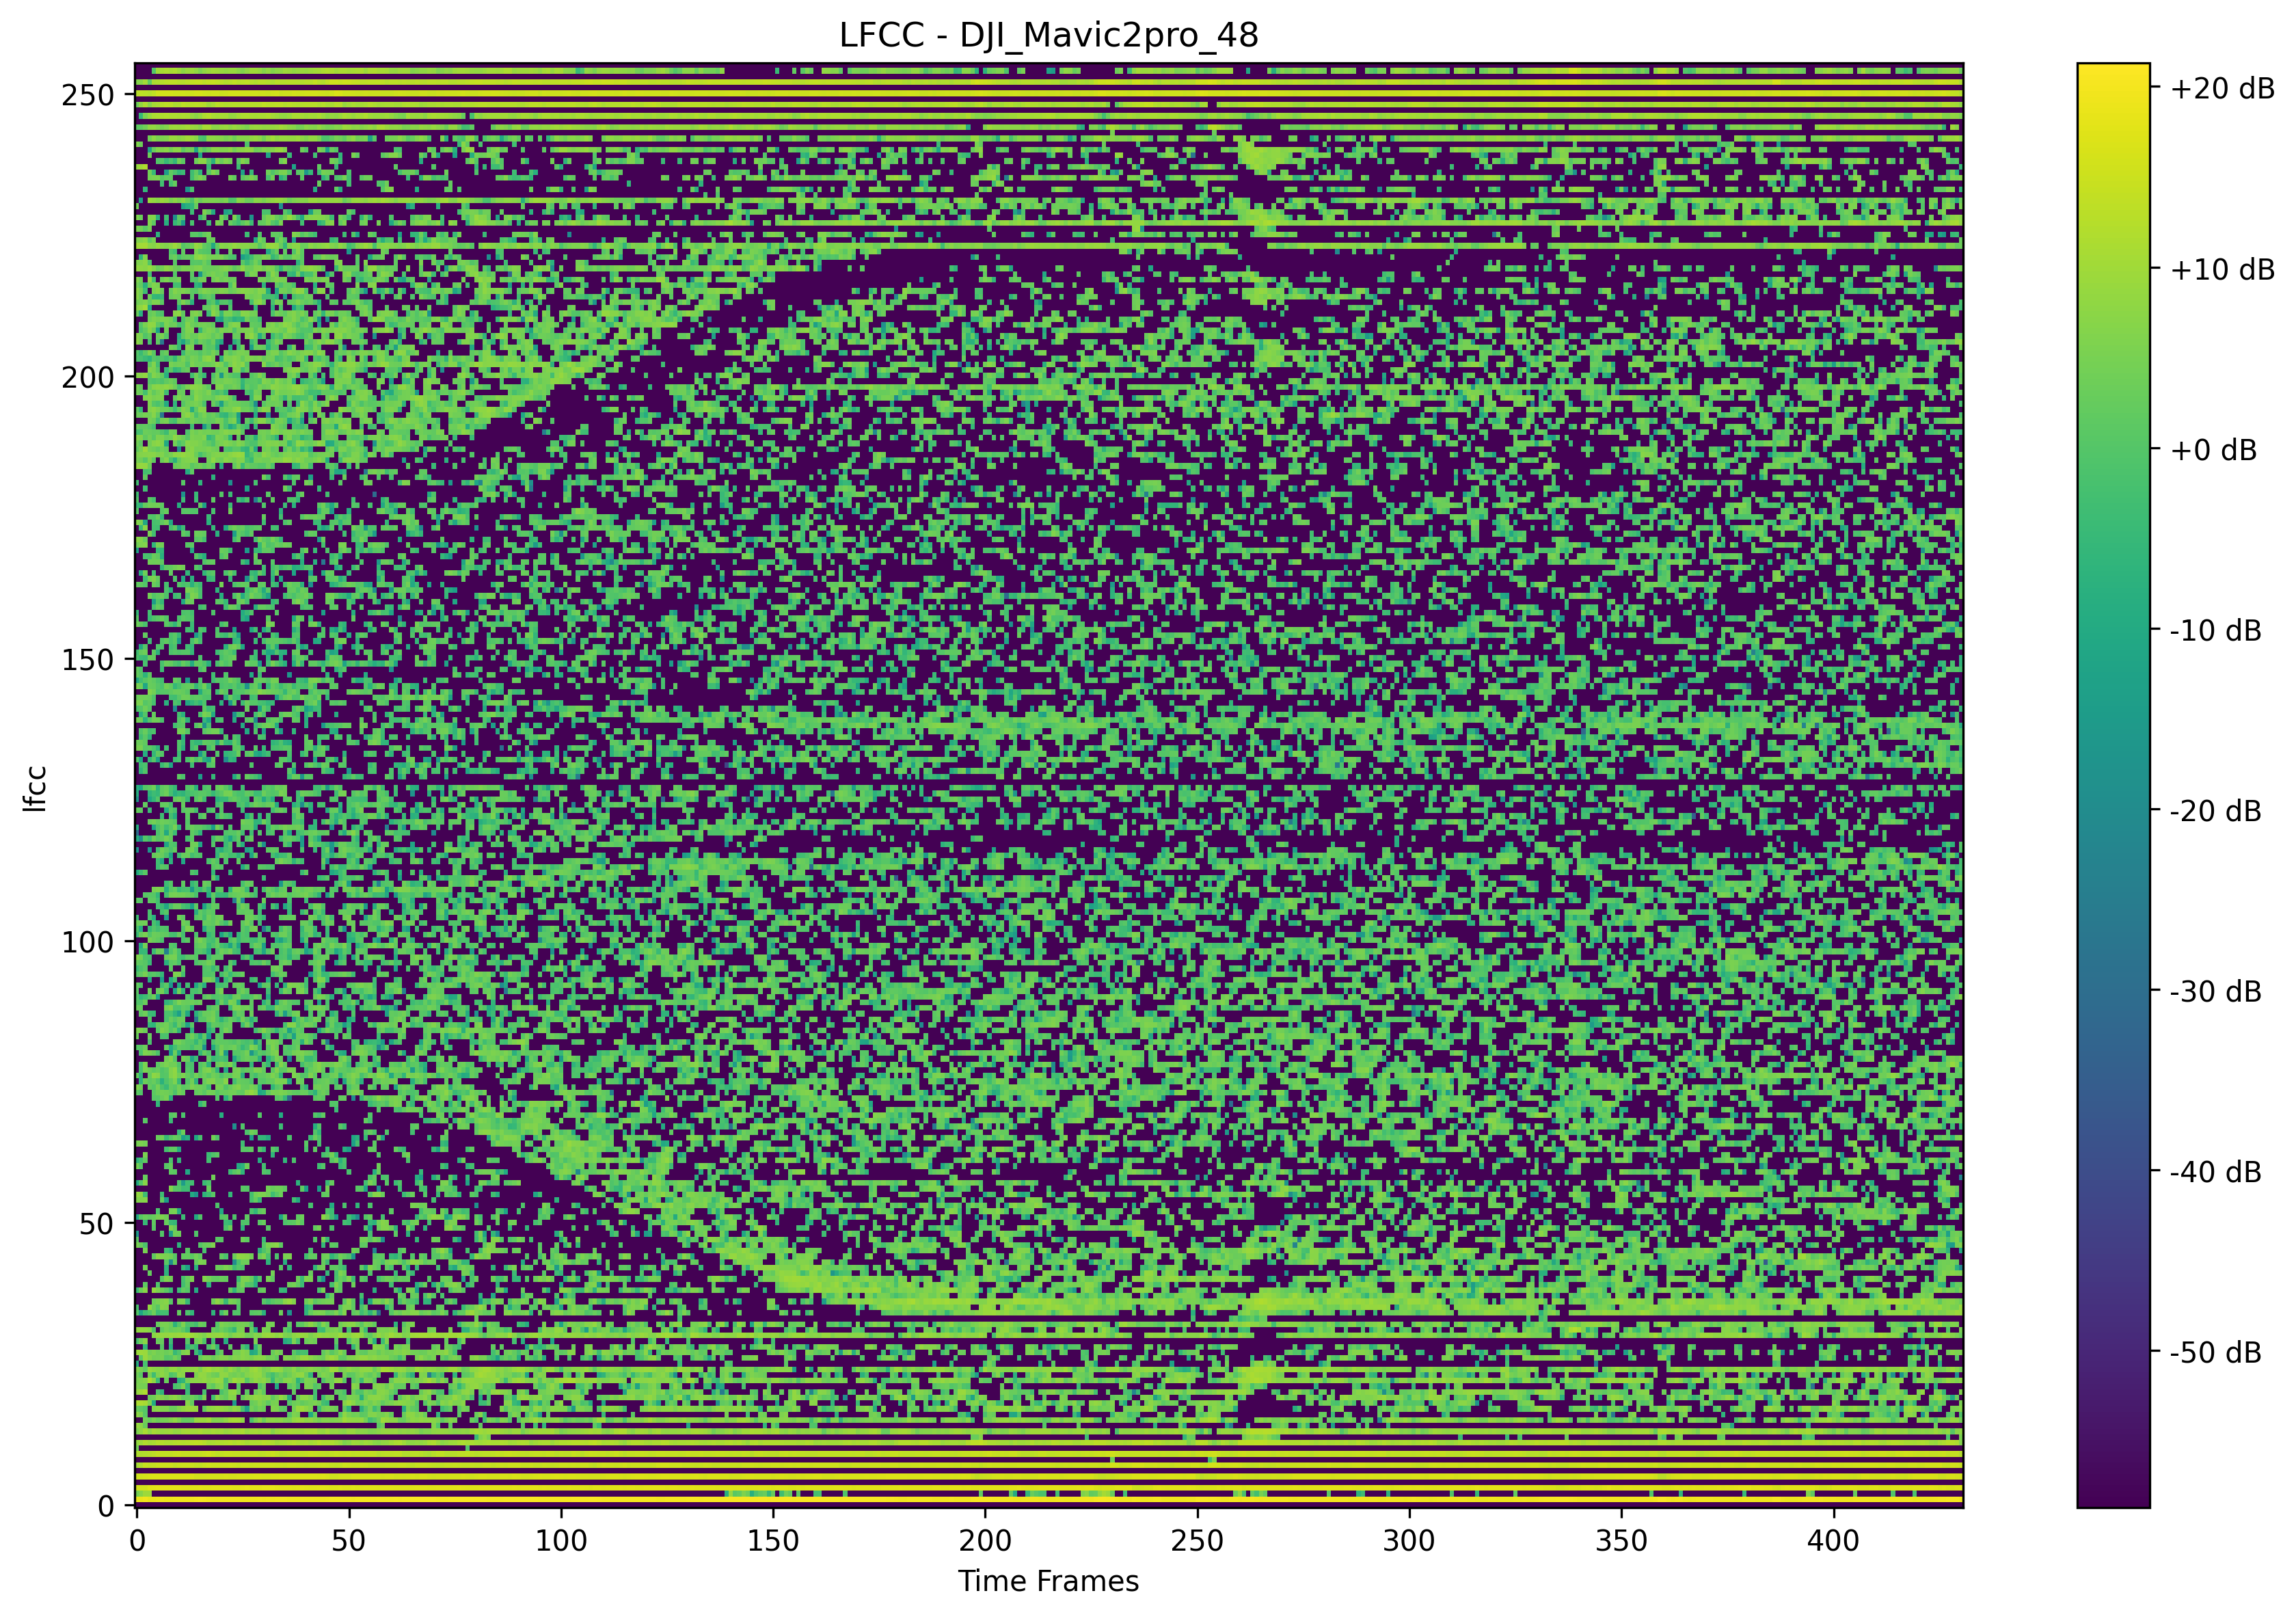 LFCC - DJI_Mavic2pro_48
250
200
150
100
50
0
lfcc
0 50 100 150 200 250 300 350 400
Time Frames
+20 dB
+10 dB
+0 dB
-10 dB
-20 dB
-30 dB
-40 dB
-50 dB